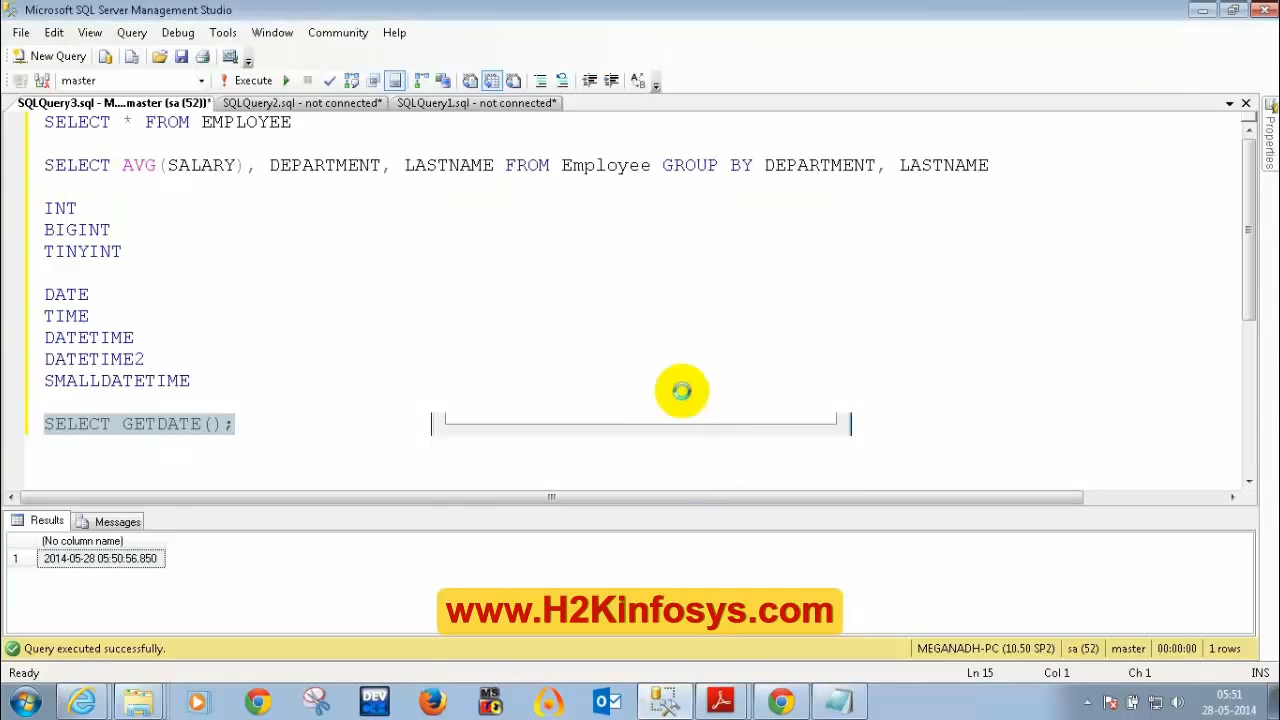 Microsoft SQL Server Management Studio
File Edit View Query Debug Tools Window Community Help
New Query
master Execute
SQLQuery3.sql - M....master (sa (52))* SQLQuery2.sql - not connected* SQLQuery1.sql - not connected*
Properties
SELECT * FROM EMPLOYEE
SELECT AVG(SALARY), DEPARTMENT, LASTNAME FROM Employee GROUP BY DEPARTMENT, LASTNAME
INT
BIGINT
TINYINT
DATE
TIME
DATETIME
DATETIME2
SMALLDATETIME
SELECT GETDATE();
Results Messages
(No column name)
1 2014-05-28 05:50:56.850
www.H2Kinfosys.com
Query executed successfully. MEGANADH-PC (10.50 SP2) sa (52) master 00:00:00 1 rows
Ready Ln 15 Col 1 Ch 1 INS
DEV
MS
05:51
28-05-2014